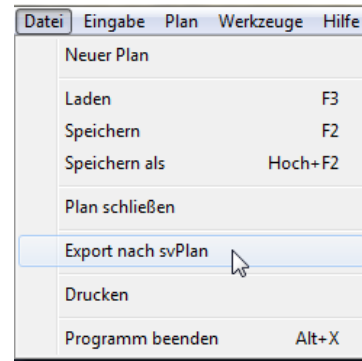 Datei Eingabe Plan Werkzeuge Hilfe
Neuer Plan
Laden F3
Speichern F2
Speichern als Hoch+F2
Plan schließen
Export nach svPlan
Drucken
Programm beenden Alt+X